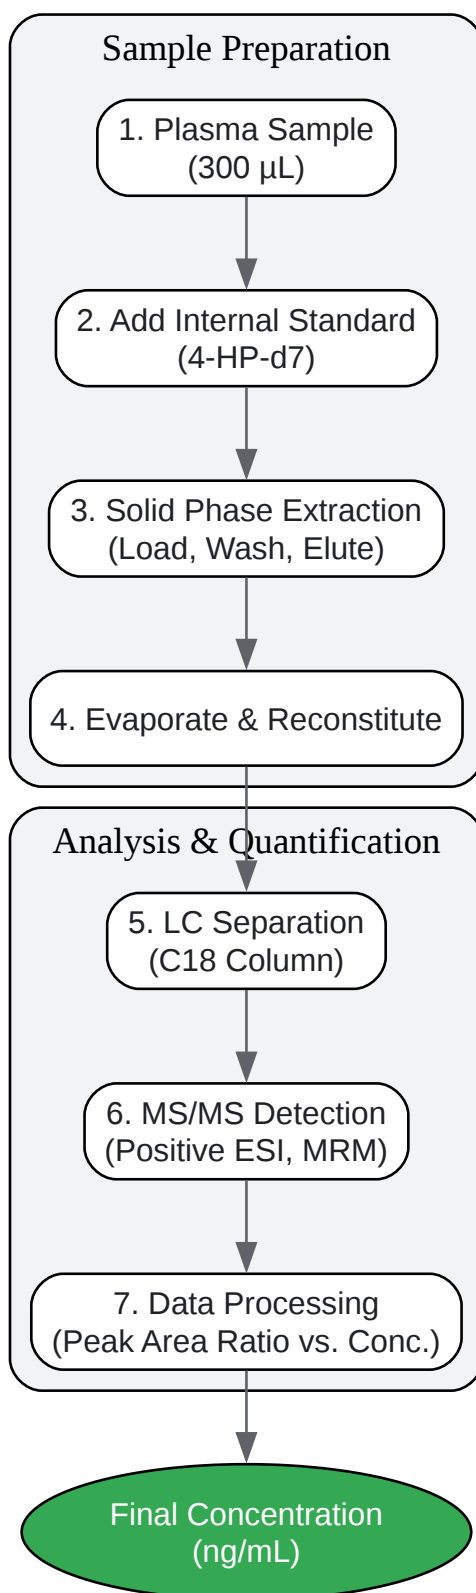 Sample Preparation
1. Plasma Sample
(300 µL)
2. Add Internal Standard
(4-HP-d7)
3. Solid Phase Extraction
(Load, Wash, Elute)
4. Evaporate & Reconstitute
Analysis & Quantification
5. LC Separation
(C18 Column)
6. MS/MS Detection
(Positive ESI, MRM)
7. Data Processing
(Peak Area Ratio vs. Conc.)
Final Concentration
(ng/mL)